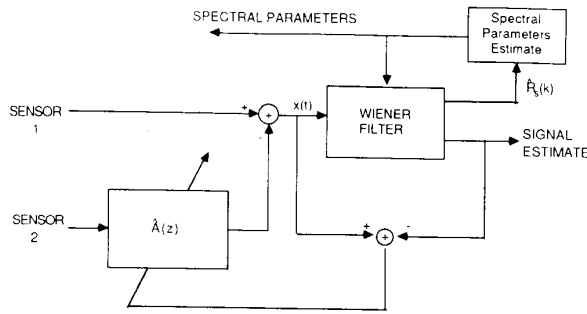 SPECTRAL PARAMETERS
Spectral
Parameters
Estimate
R̂ₛ(k)
SENSOR
1
+
+
x(t)
WIENER
FILTER
SIGNAL
ESTIMATE
-
SENSOR
2
Â(z)
+
+
-